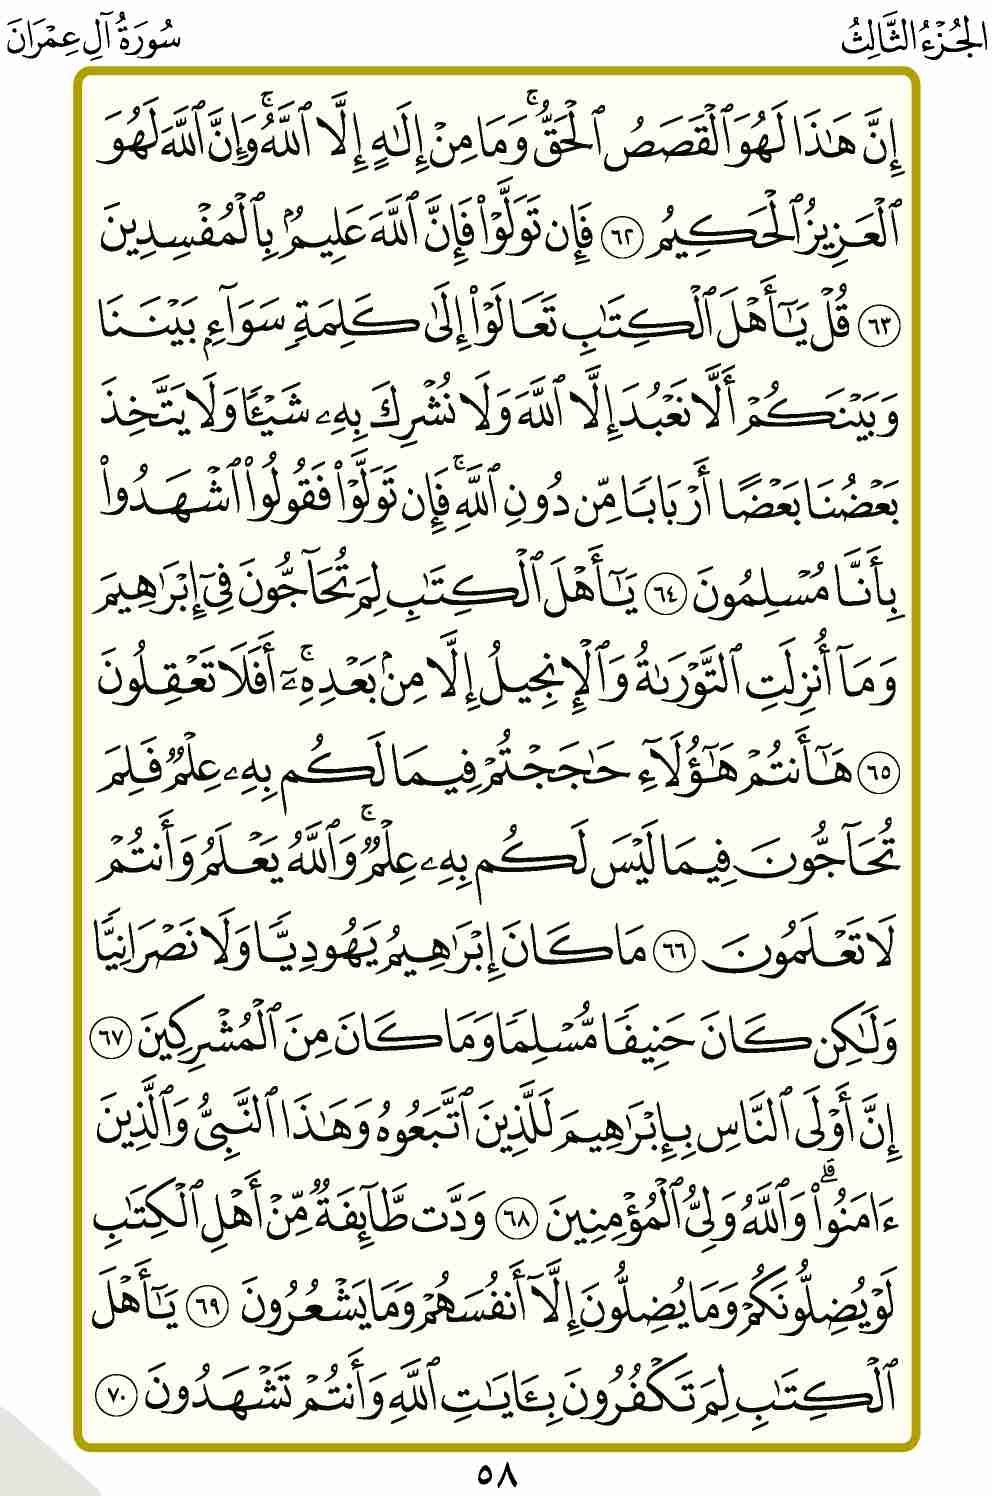 الجُزْءُ الثَّالِثُ
سُورَةُ آلِ عِمْرَانَ
إِنَّ هَٰذَا لَهُوَ ٱلْقَصَصُ ٱلْحَقُّ ۚ وَمَا مِنْ إِلَٰهٍ إِلَّا ٱللَّهُ ۚ وَإِنَّ ٱللَّهَ لَهُوَ
ٱلْعَزِيزُ ٱلْحَكِيمُ ٦٢ فَإِن تَوَلَّوْا۟ فَإِنَّ ٱللَّهَ عَلِيمٌۢ بِٱلْمُفْسِدِينَ
٦٣ قُلْ يَـٰٓأَهْلَ ٱلْكِتَـٰبِ تَعَالَوْا۟ إِلَىٰ كَلِمَةٍۢ سَوَآءٍۭ بَيْنَنَا
وَبَيْنَكُمْ أَلَّا نَعْبُدَ إِلَّا ٱللَّهَ وَلَا نُشْرِكَ بِهِۦ شَيْـًۭٔا وَلَا يَتَّخِذَ
بَعْضُنَا بَعْضًا أَرْبَابًۭا مِّن دُونِ ٱللَّهِ ۚ فَإِن تَوَلَّوْا۟ فَقُولُوا۟ ٱشْهَدُوا۟
بِأَنَّا مُسْلِمُونَ ٦٤ يَـٰٓأَهْلَ ٱلْكِتَـٰبِ لِمَ تُحَآجُّونَ فِىٓ إِبْرَٰهِيمَ
وَمَآ أُنزِلَتِ ٱلتَّوْرَىٰةُ وَٱلْإِنجِيلُ إِلَّا مِنۢ بَعْدِهِۦٓ ۚ أَفَلَا تَعْقِلُونَ
٦٥ هَـٰٓأَنتُمْ هَـٰٓؤُلَآءِ حَـٰجَجْتُمْ فِيمَا لَكُم بِهِۦ عِلْمٌۭ فَلِمَ
تُحَآجُّونَ فِيمَا لَيْسَ لَكُم بِهِۦ عِلْمٌۭ ۚ وَٱللَّهُ يَعْلَمُ وَأَنتُمْ
لَا تَعْلَمُونَ ٦٦ مَا كَانَ إِبْرَٰهِيمُ يَهُودِيًّۭا وَلَا نَصْرَانِيًّۭا
وَلَـٰكِن كَانَ حَنِيفًۭا مُّسْلِمًۭا وَمَا كَانَ مِنَ ٱلْمُشْرِكِينَ ٦٧
إِنَّ أَوْلَى ٱلنَّاسِ بِإِبْرَٰهِيمَ لَلَّذِينَ ٱتَّبَعُوهُ وَهَـٰذَا ٱلنَّبِىُّ وَٱلَّذِينَ
ءَامَنُوا۟ ۗ وَٱللَّهُ وَلِىُّ ٱلْمُؤْمِنِينَ ٦٨ وَدَّت طَّآئِفَةٌۭ مِّنْ أَهْلِ ٱلْكِتَـٰبِ
لَوْ يُضِلُّونَكُمْ وَمَا يُضِلُّونَ إِلَّآ أَنفُسَهُمْ وَمَا يَشْعُرُونَ ٦٩ يَـٰٓأَهْلَ
ٱلْكِتَـٰبِ لِمَ تَكْفُرُونَ بِـَٔايَـٰتِ ٱللَّهِ وَأَنتُمْ تَشْهَدُونَ ٧٠
٥٨